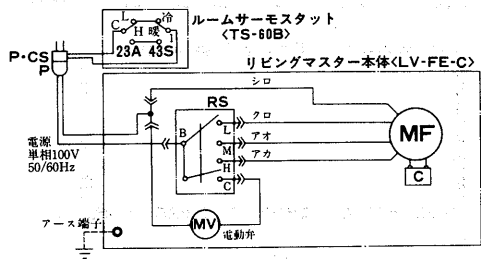 ルームサーモスタット
<TS-60B>
L 冷
C H 暖 1
23A 43S
P・CS
P
リビングマスター本体<LV-FE-C>
シロ
RS
クロ
B
L
アオ
M
アカ
H
C
MF
C
電源
単相100V
50/60Hz
MV
電動弁
アース端子